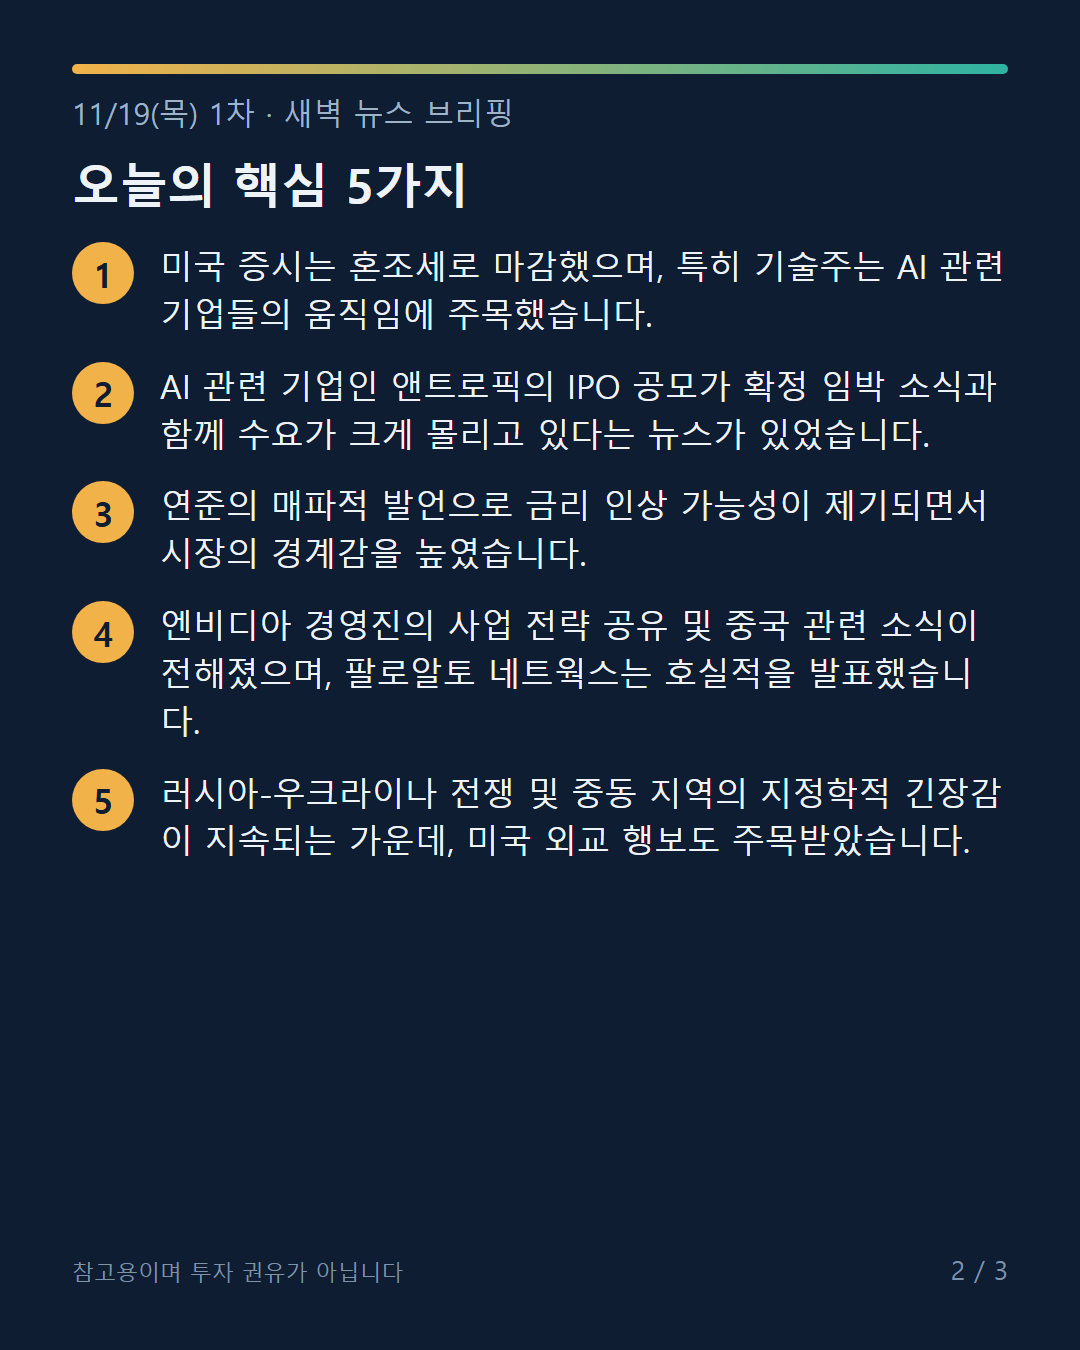 11/19(목) 1차 · 새벽 뉴스 브리핑
오늘의 핵심 5가지
1 미국 증시는 혼조세로 마감했으며, 특히 기술주는 AI 관련
기업들의 움직임에 주목했습니다.
2 AI 관련 기업인 앤트로픽의 IPO 공모가 확정 임박 소식과
함께 수요가 크게 몰리고 있다는 뉴스가 있었습니다.
3 연준의 매파적 발언으로 금리 인상 가능성이 제기되면서
시장의 경계감을 높였습니다.
4 엔비디아 경영진의 사업 전략 공유 및 중국 관련 소식이
전해졌으며, 팔로알토 네트웍스는 호실적을 발표했습니
다.
5 러시아-우크라이나 전쟁 및 중동 지역의 지정학적 긴장감
이 지속되는 가운데, 미국 외교 행보도 주목받았습니다.
참고용이며 투자 권유가 아닙니다
2 / 3